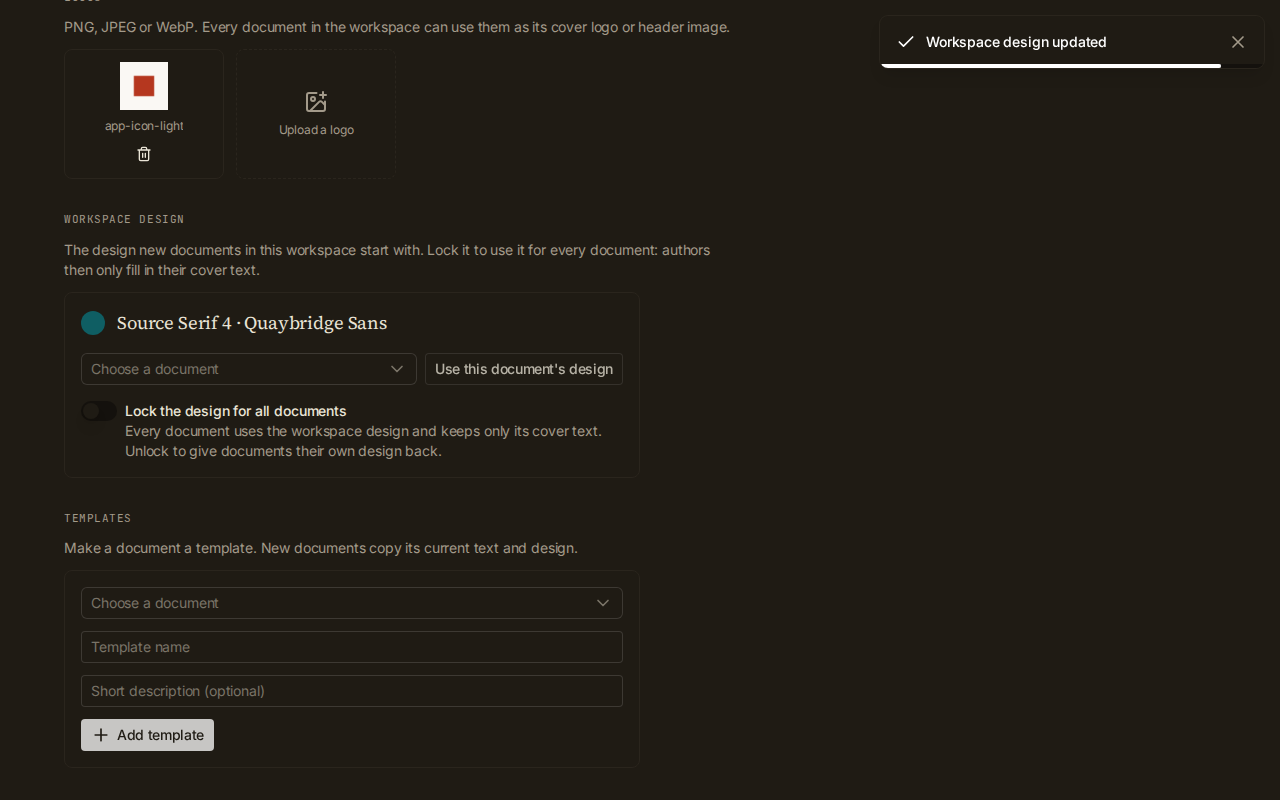 PNG, JPEG or WebP. Every document in the workspace can use them as its cover logo or header image.
Workspace design updated
app-icon-light
Upload a logo
WORKSPACE DESIGN
The design new documents in this workspace start with. Lock it to use it for every document: authors
then only fill in their cover text.
Source Serif 4 · Quaybridge Sans
Choose a document
Use this document's design
Lock the design for all documents
Every document uses the workspace design and keeps only its cover text.
Unlock to give documents their own design back.
TEMPLATES
Make a document a template. New documents copy its current text and design.
Choose a document
Template name
Short description (optional)
Add template